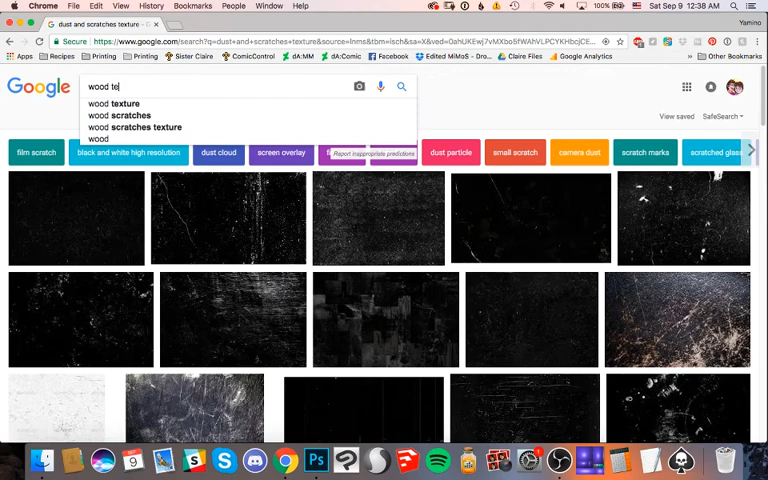 Chrome File Edit View History Bookmarks People Window Help 100% Sat Sep 9 12:38 AM
dust and scratches texture - G Yamino
Secure https://www.google.com/search?q=dust+and+scratches+texture&source=lnms&tbm=isch&sa=X&ved=0ahUKEwj7vMXbo5fWAhVLPCYKHbcjCE...
Apps Recipes Printing Sister Claire ComicControl dA:MM dA:Comic Facebook Edited MiMoS - D... Claire PPM Google Analytics Other Bookmarks
Google
wood te
View saved SafeSearch
wood texture
wood scratches
wood scratches texture
wood
Report inappropriate predictions
film scratch black and white high resolution dust cloud screen overlay dust particle small scratch camera dust scratch marks scratched glass
SEP
9
Ps
1